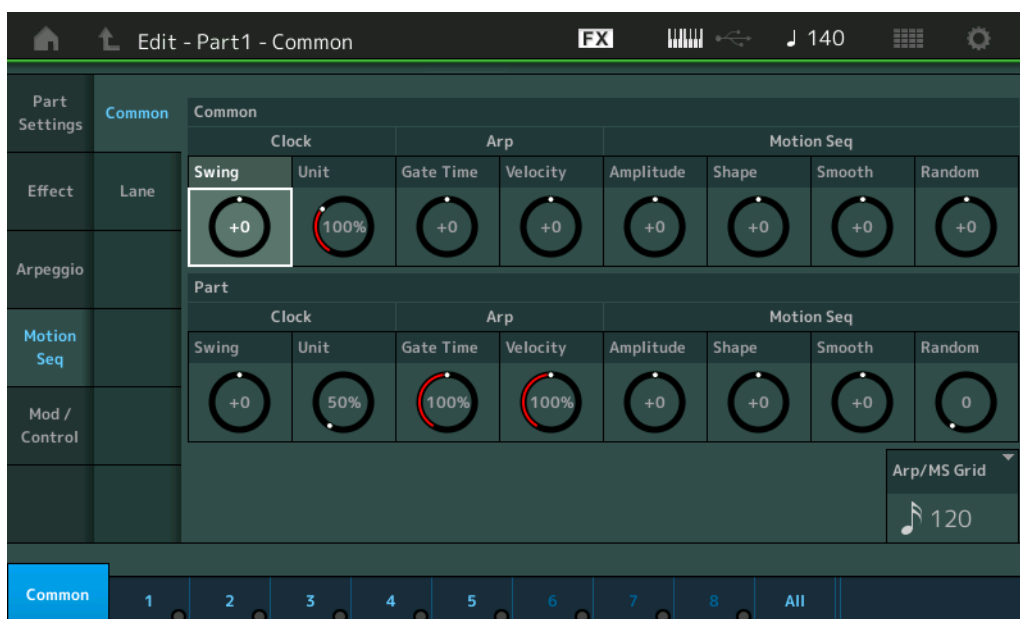 Edit - Part1 - Common FX 140
Part Settings
Effect
Arpeggio
Motion Seq
Mod / Control
Common
Lane
Common
Clock Arp Motion Seq
Swing Unit Gate Time Velocity Amplitude Shape Smooth Random
+0 100% +0 +0 +0 +0 +0 +0
Part
Clock Arp Motion Seq
Swing Unit Gate Time Velocity Amplitude Shape Smooth Random
+0 50% 100% 100% +0 +0 +0 0
Arp/MS Grid
120
Common 1 2 3 4 5 6 7 8 All